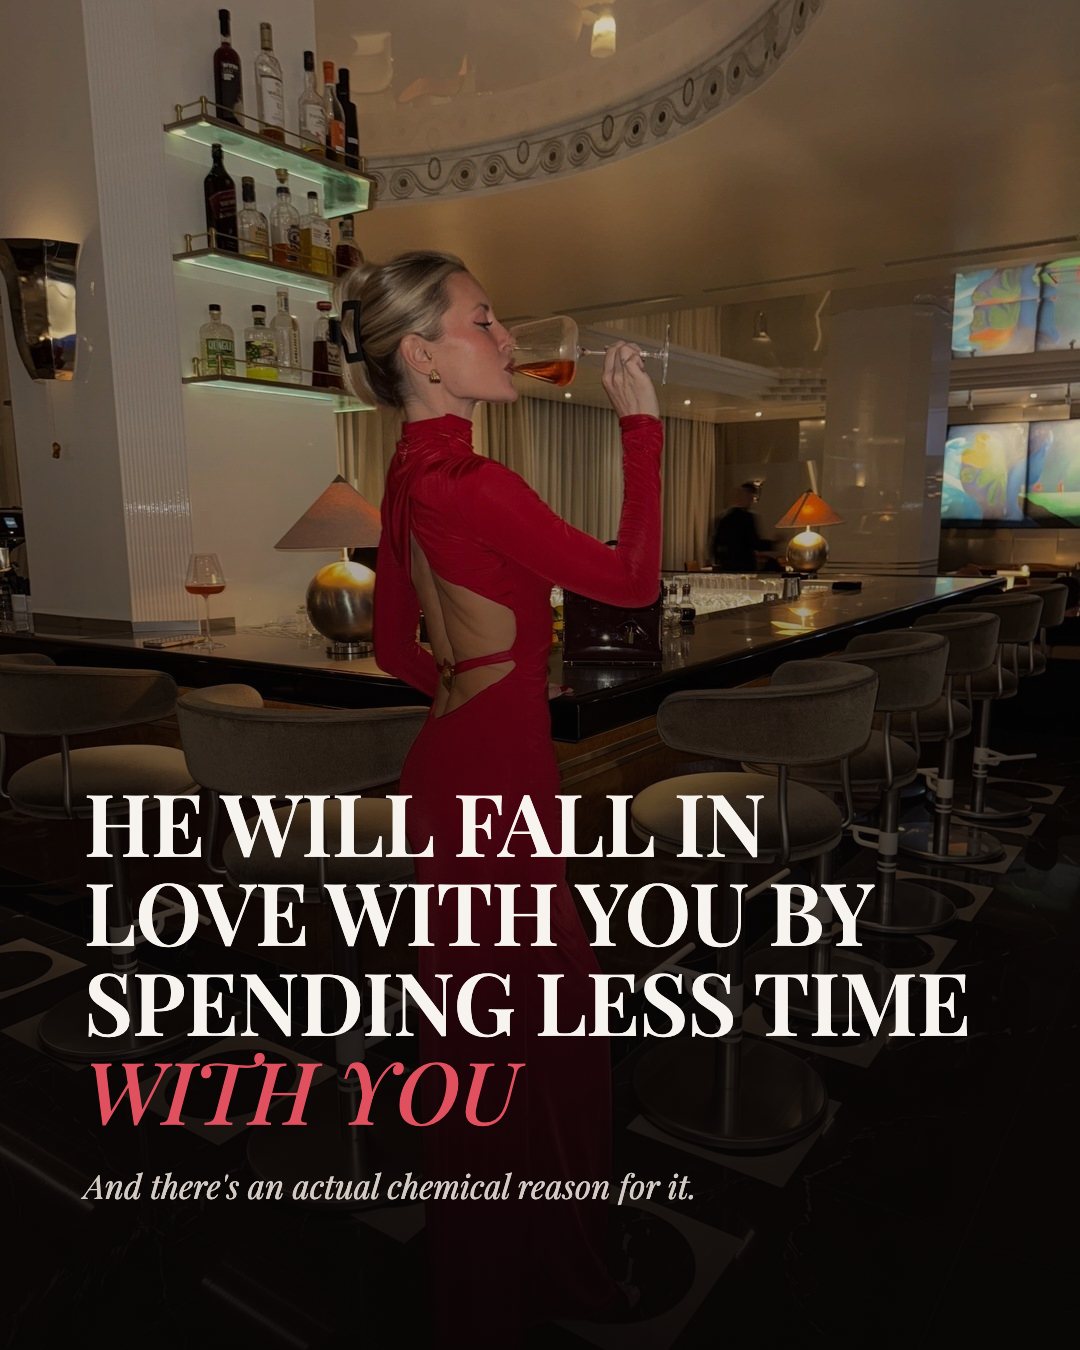 HE WILL FALL IN
LOVE WITH YOU BY
SPENDING LESS TIME
WITH YOU
And there's an actual chemical reason for it.